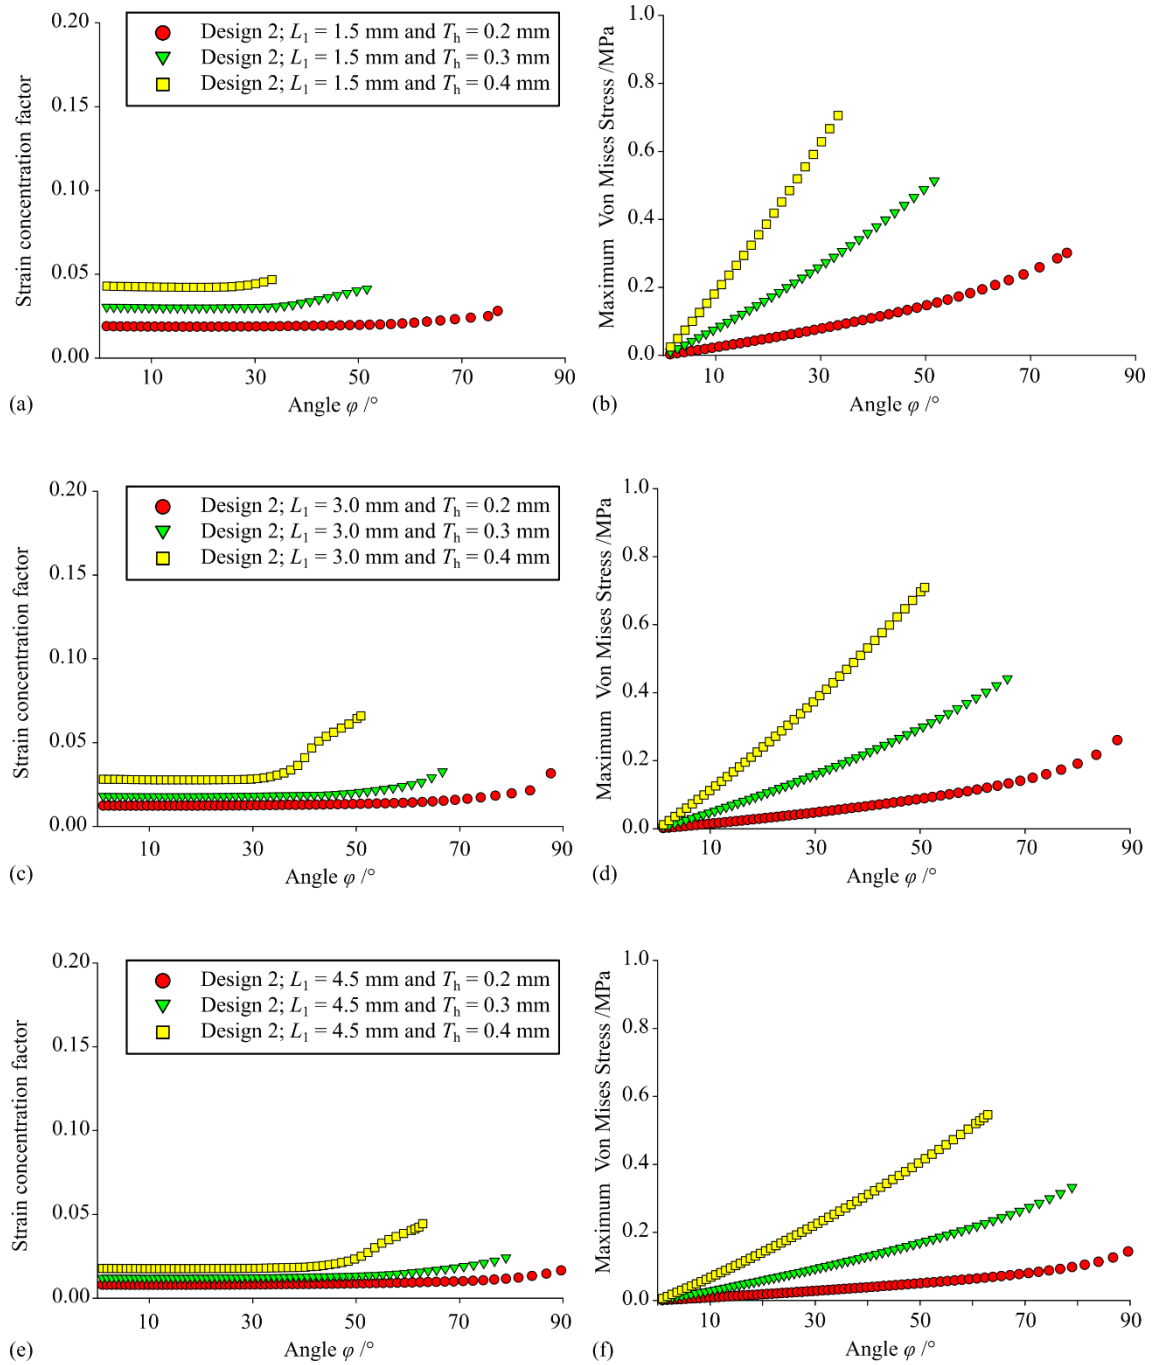 Strain concentration factor
0.20
0.15
0.10
0.05
0.00
Design 2; L₁ = 1.5 mm and Tₕ = 0.2 mm
Design 2; L₁ = 1.5 mm and Tₕ = 0.3 mm
Design 2; L₁ = 1.5 mm and Tₕ = 0.4 mm
10 30 50 70 90
Angle φ /°
(a)
Maximum Von Mises Stress /MPa
1.0
0.8
0.6
0.4
0.2
0.0
10 30 50 70 90
Angle φ /°
(b)
Strain concentration factor
0.20
0.15
0.10
0.05
0.00
Design 2; L₁ = 3.0 mm and Tₕ = 0.2 mm
Design 2; L₁ = 3.0 mm and Tₕ = 0.3 mm
Design 2; L₁ = 3.0 mm and Tₕ = 0.4 mm
10 30 50 70 90
Angle φ /°
(c)
Maximum Von Mises Stress /MPa
1.0
0.8
0.6
0.4
0.2
0.0
10 30 50 70 90
Angle φ /°
(d)
Strain concentration factor
0.20
0.15
0.10
0.05
0.00
Design 2; L₁ = 4.5 mm and Tₕ = 0.2 mm
Design 2; L₁ = 4.5 mm and Tₕ = 0.3 mm
Design 2; L₁ = 4.5 mm and Tₕ = 0.4 mm
10 30 50 70 90
Angle φ /°
(e)
Maximum Von Mises Stress /MPa
1.0
0.8
0.6
0.4
0.2
0.0
10 30 50 70 90
Angle φ /°
(f)